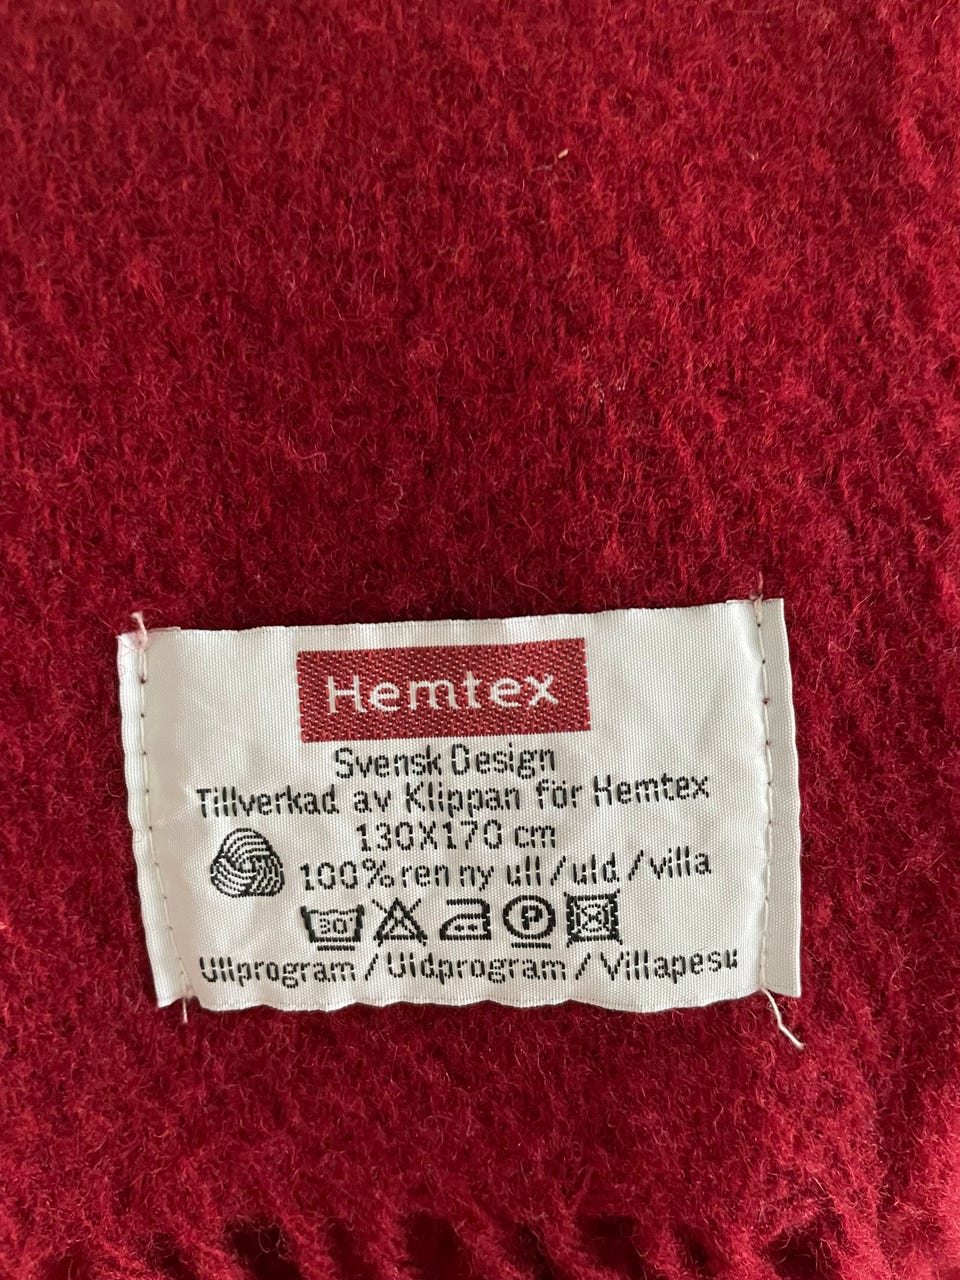 Hemtex
Svensk Design
Tillverkad av Klippan för Hemtex
130X170 cm
100% ren ny ull / uld / villa
30° P
Ullprogram / Uldprogram / Villapesu